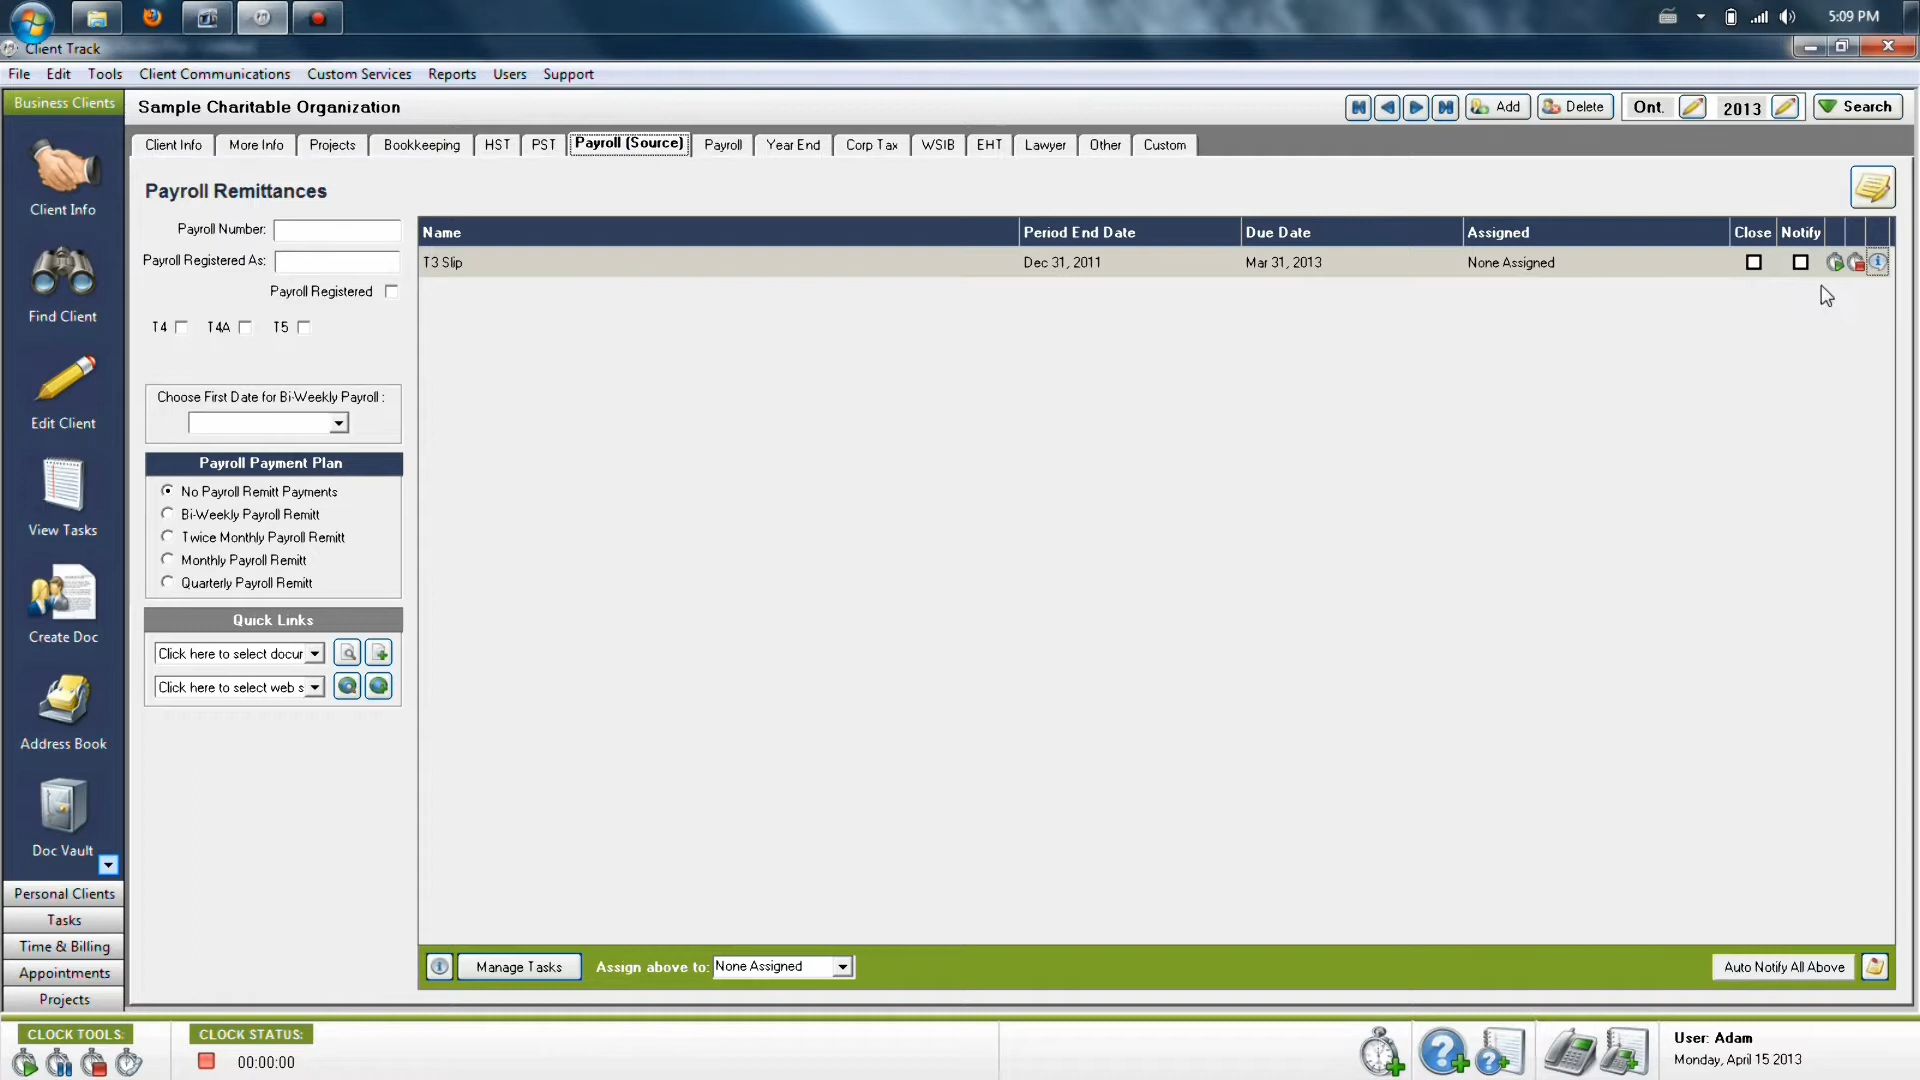 5:09 PM
Client Track
File Edit Tools Client Communications Custom Services Reports Users Support
Business Clients
Sample Charitable Organization
Add Delete Ont. 2013 Search
Client Info More Info Projects Bookkeeping HST PST Payroll (Source) Payroll Year End Corp Tax WSIB EHT Lawyer Other Custom
Payroll Remittances
Payroll Number:
Payroll Registered As:
Payroll Registered
T4 T4A T5
Choose First Date for Bi-Weekly Payroll :
Payroll Payment Plan
No Payroll Remitt Payments
Bi-Weekly Payroll Remitt
Twice Monthly Payroll Remitt
Monthly Payroll Remitt
Quarterly Payroll Remitt
Quick Links
Click here to select docur
Click here to select web s
Name Period End Date Due Date Assigned Close Notify
T3 Slip Dec 31, 2011 Mar 31, 2013 None Assigned
Manage Tasks Assign above to: None Assigned Auto Notify All Above
Client Info
Find Client
Edit Client
View Tasks
Create Doc
Address Book
Doc Vault
Personal Clients
Tasks
Time & Billing
Appointments
Projects
CLOCK TOOLS:
CLOCK STATUS:
00:00:00
User: Adam
Monday, April 15 2013